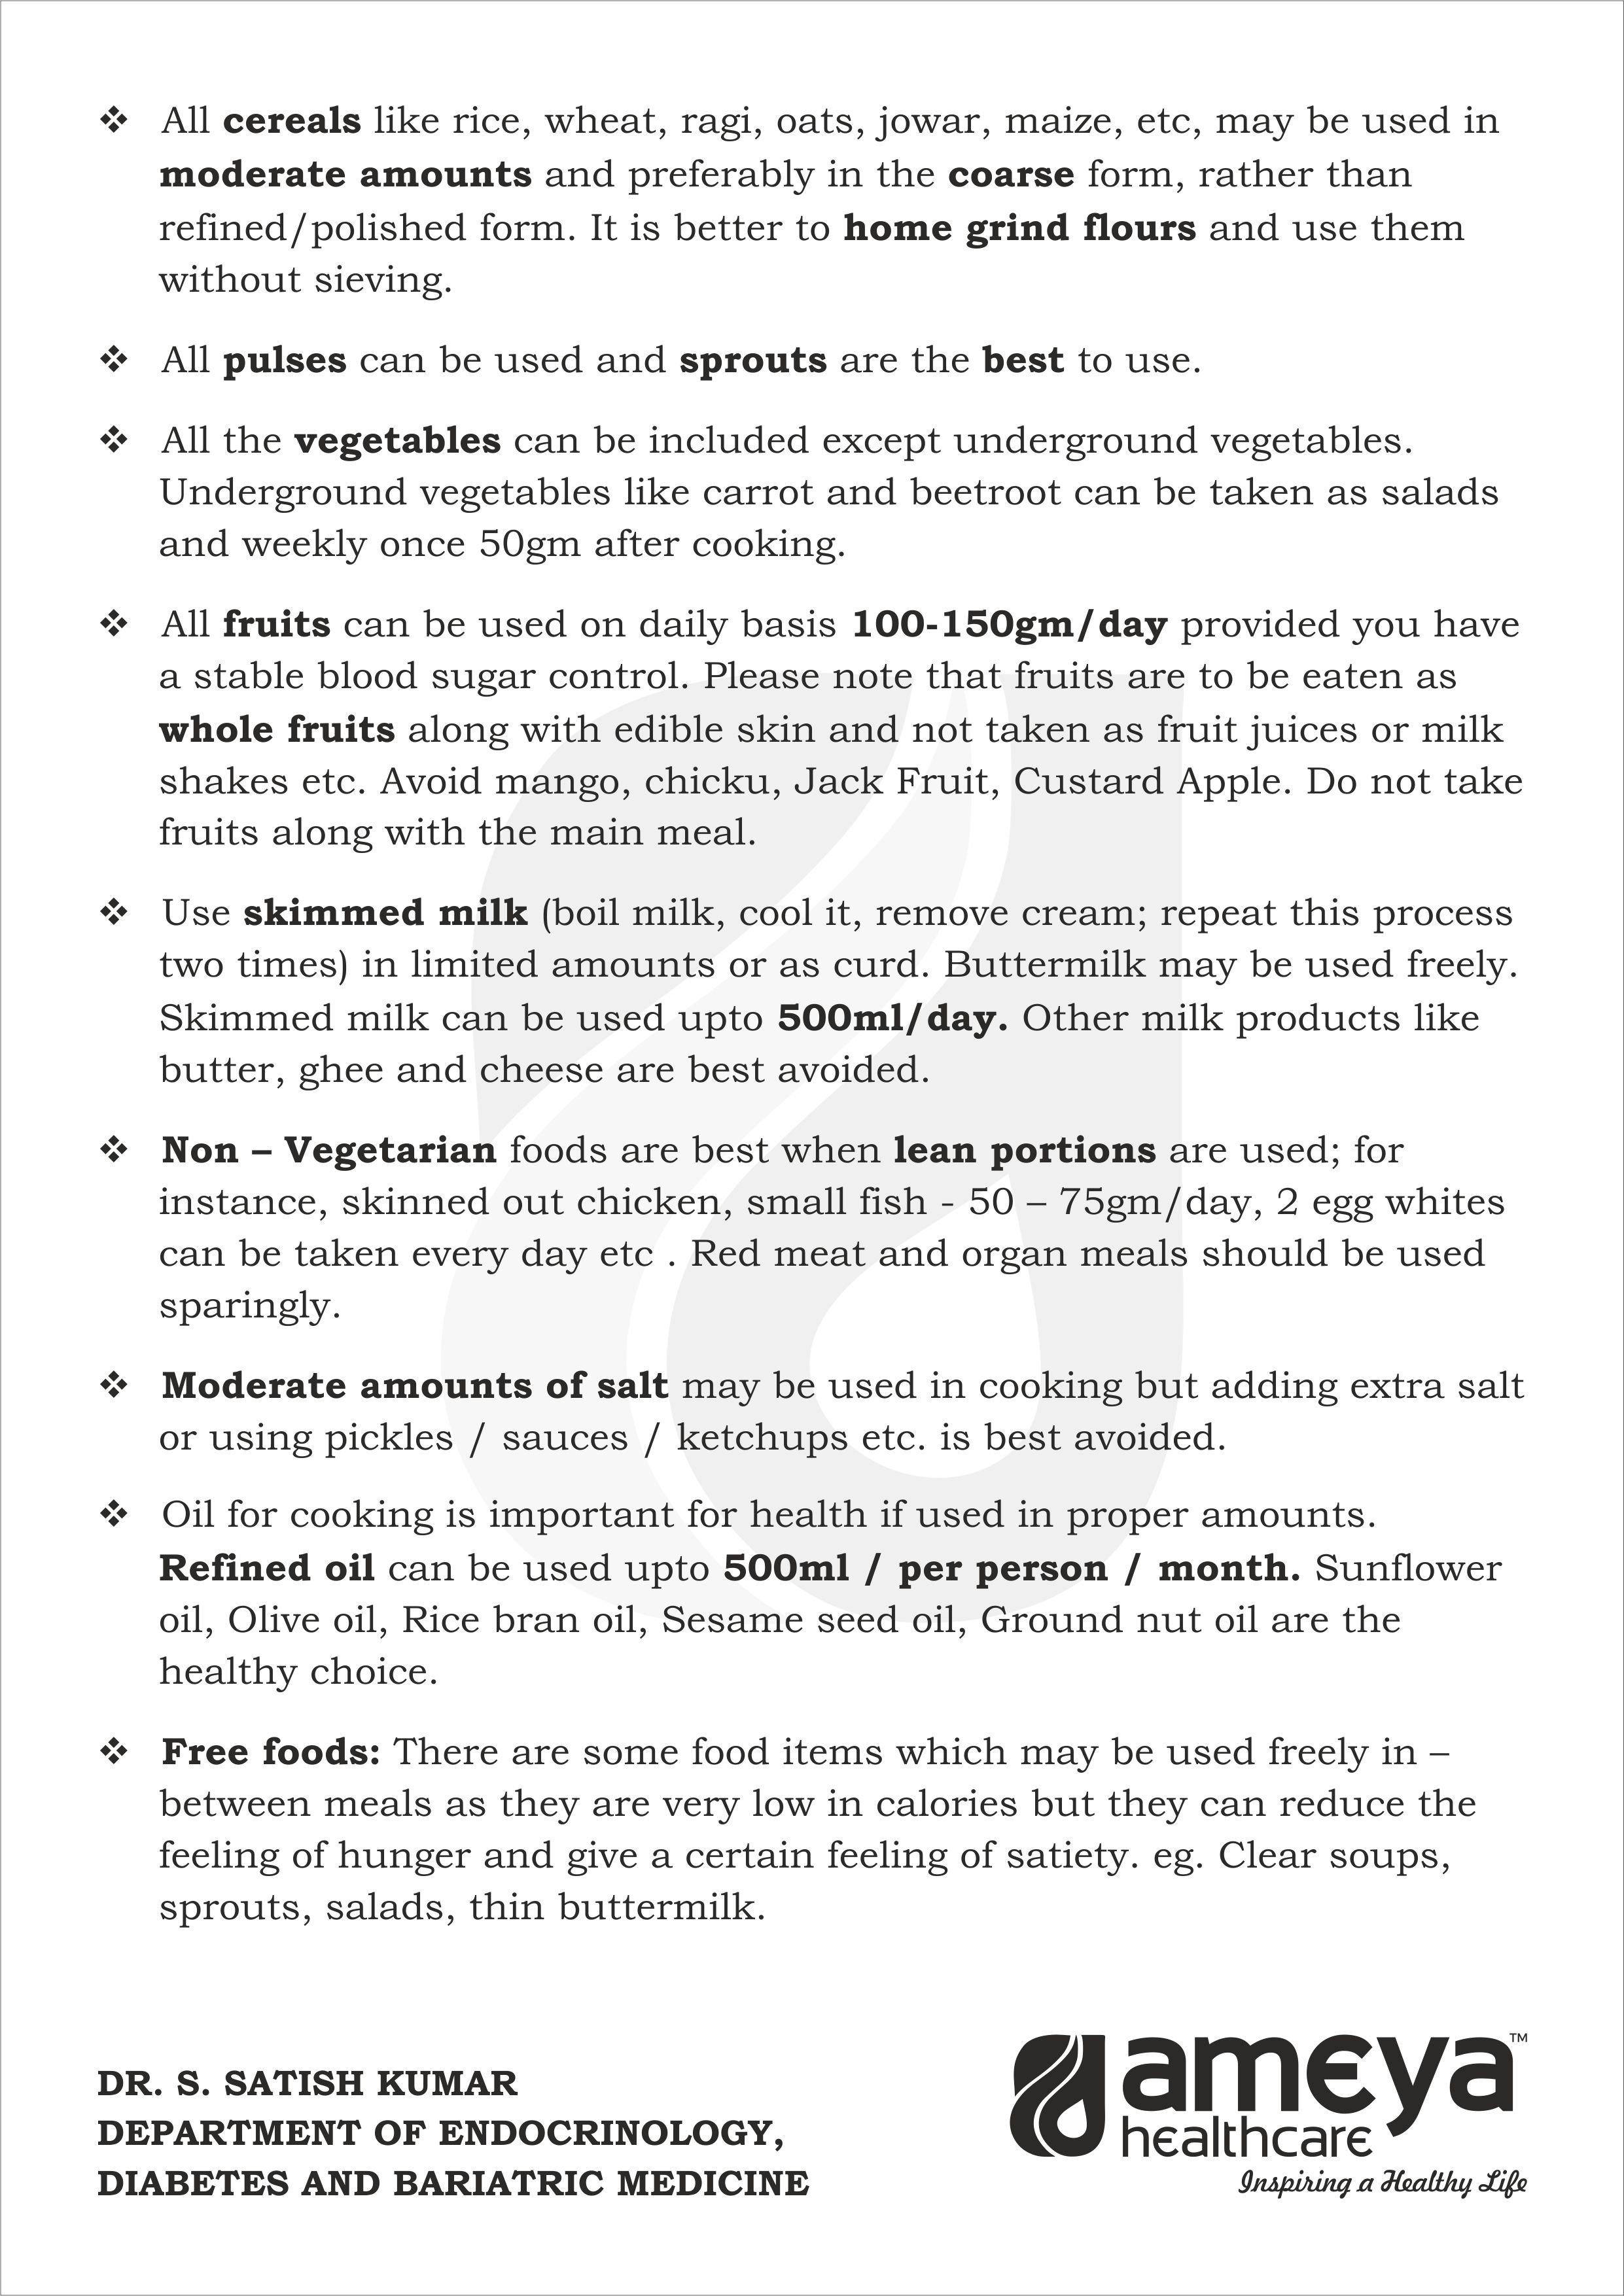 ❖ All cereals like rice, wheat, ragi, oats, jowar, maize, etc, may be used in
moderate amounts and preferably in the coarse form, rather than
refined/polished form. It is better to home grind flours and use them
without sieving.
❖ All pulses can be used and sprouts are the best to use.
❖ All the vegetables can be included except underground vegetables.
Underground vegetables like carrot and beetroot can be taken as salads
and weekly once 50gm after cooking.
❖ All fruits can be used on daily basis 100-150gm/day provided you have
a stable blood sugar control. Please note that fruits are to be eaten as
whole fruits along with edible skin and not taken as fruit juices or milk
shakes etc. Avoid mango, chicku, Jack Fruit, Custard Apple. Do not take
fruits along with the main meal.
❖ Use skimmed milk (boil milk, cool it, remove cream; repeat this process
two times) in limited amounts or as curd. Buttermilk may be used freely.
Skimmed milk can be used upto 500ml/day. Other milk products like
butter, ghee and cheese are best avoided.
❖ Non – Vegetarian foods are best when lean portions are used; for
instance, skinned out chicken, small fish - 50 – 75gm/day, 2 egg whites
can be taken every day etc . Red meat and organ meals should be used
sparingly.
❖ Moderate amounts of salt may be used in cooking but adding extra salt
or using pickles / sauces / ketchups etc. is best avoided.
❖ Oil for cooking is important for health if used in proper amounts.
Refined oil can be used upto 500ml / per person / month. Sunflower
oil, Olive oil, Rice bran oil, Sesame seed oil, Ground nut oil are the
healthy choice.
❖ Free foods: There are some food items which may be used freely in –
between meals as they are very low in calories but they can reduce the
feeling of hunger and give a certain feeling of satiety. eg. Clear soups,
sprouts, salads, thin buttermilk.
DR. S. SATISH KUMAR
DEPARTMENT OF ENDOCRINOLOGY,
DIABETES AND BARIATRIC MEDICINE
ameya™
healthcare
Inspiring a Healthy Life